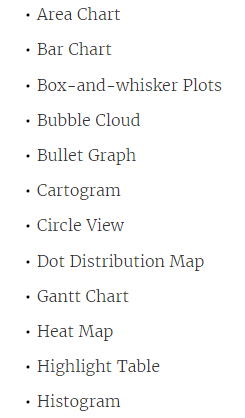 • Area Chart
• Bar Chart
• Box-and-whisker Plots
• Bubble Cloud
• Bullet Graph
• Cartogram
• Circle View
• Dot Distribution Map
• Gantt Chart
• Heat Map
• Highlight Table
• Histogram